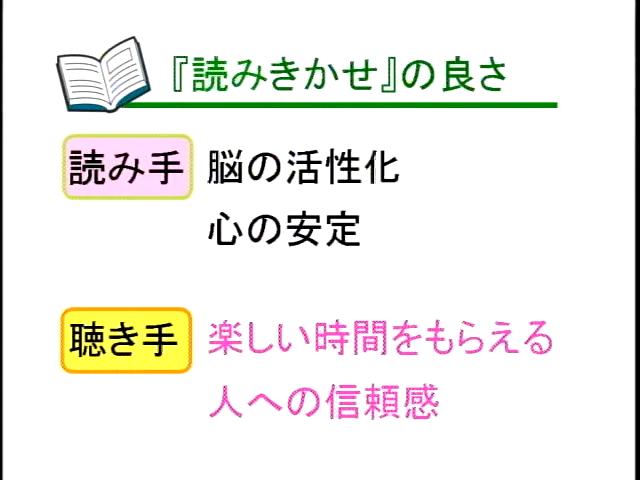 『読みきかせ』の良さ
読み手 脳の活性化
心の安定
聴き手 楽しい時間をもらえる
人への信頼感